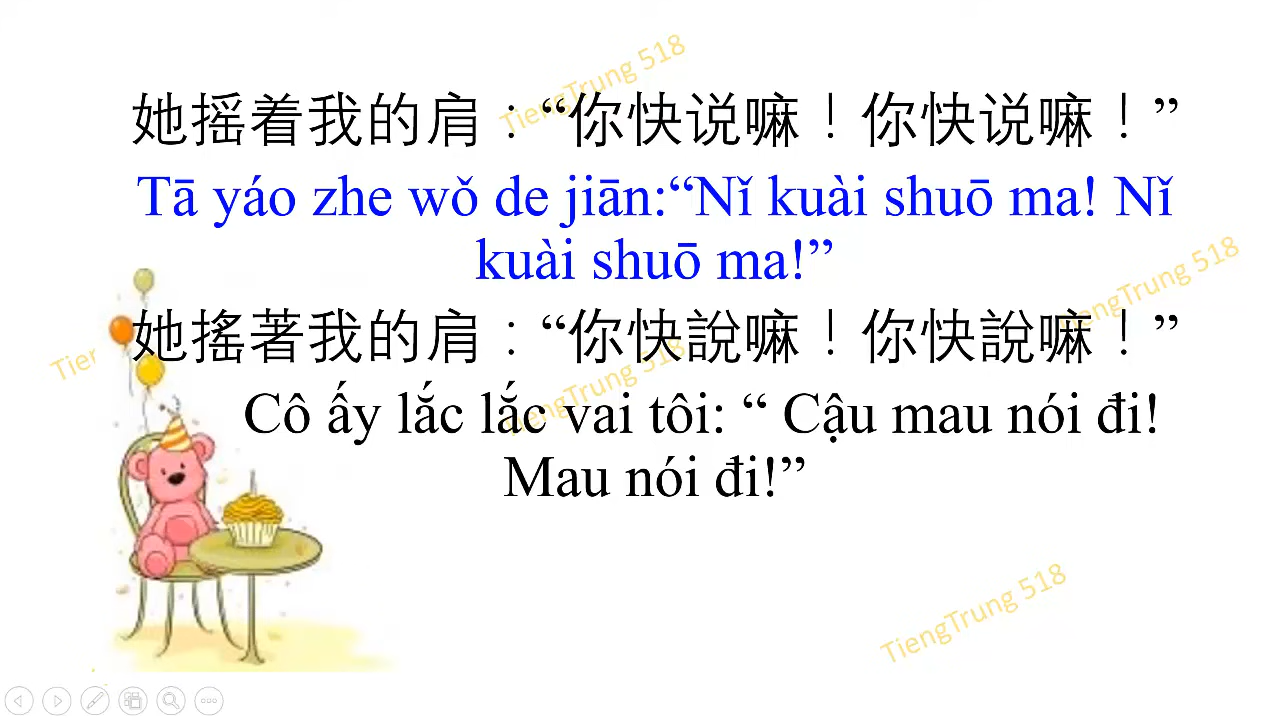 TiengTrung 518
她摇着我的肩：“你快说嘛！你快说嘛！”
Tā yáo zhe wǒ de jiān:“Nǐ kuài shuō ma! Nǐ
kuài shuō ma!”
TiengTrung 518
她搖著我的肩：“你快說嘛！你快說嘛！”
Tier
TiengTrung 518
Cô ấy lắc lắc vai tôi: “ Cậu mau nói đi!
Mau nói đi!”
TiengTrung 518